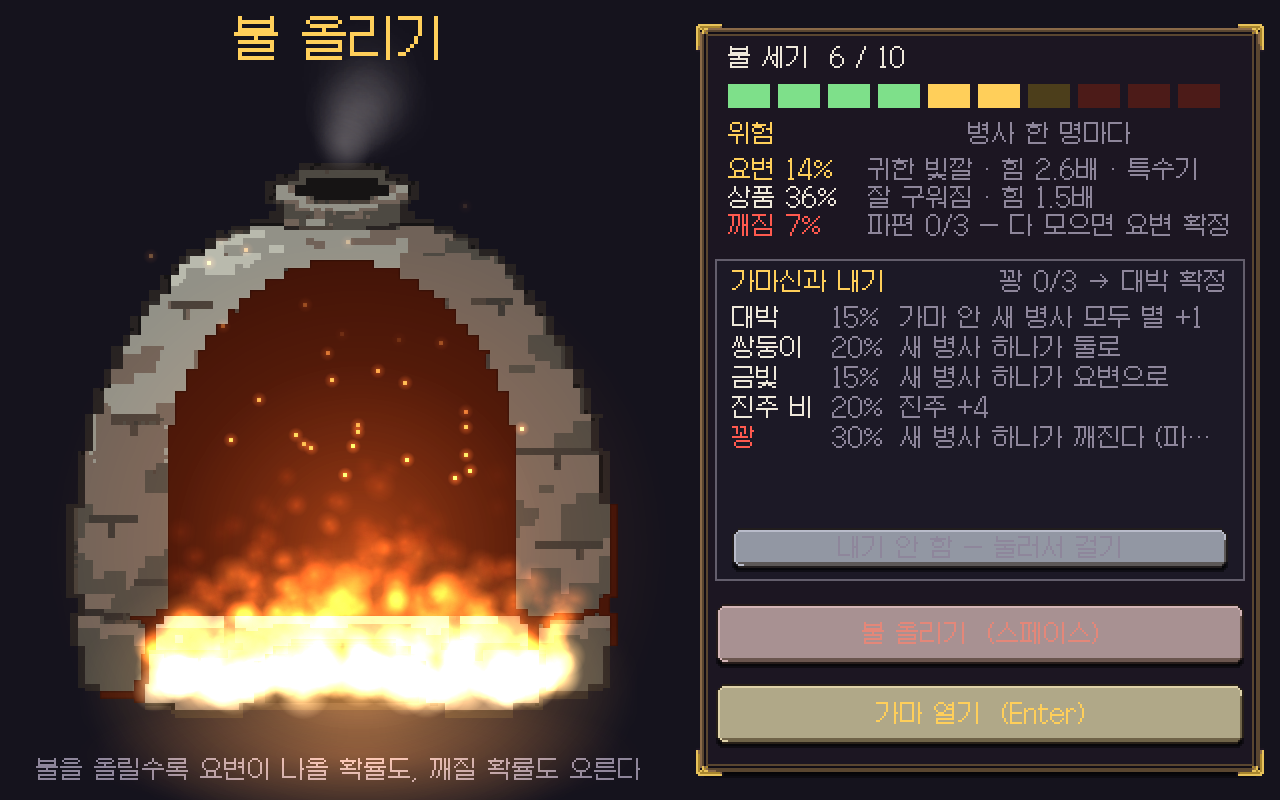 불 올리기
불 세기 6 / 10
위험 병사 한 명마다
요변 14% 귀한 빛깔 · 힘 2.6배 · 특수기
상품 36% 잘 구워짐 · 힘 1.5배
깨짐 7% 파편 0/3 — 다 모으면 요변 확정
가마신과 내기 꽝 0/3 → 대박 확정
대박 15% 가마 안 새 병사 모두 별 +1
쌍둥이 20% 새 병사 하나가 둘로
금빛 15% 새 병사 하나가 요변으로
진주 비 20% 진주 +4
꽝 30% 새 병사 하나가 깨진다 (파…
내기 안 함 — 눌러서 걸기
불 올리기 (스페이스)
가마 열기 (Enter)
불을 올릴수록 요변이 나올 확률도, 깨질 확률도 오른다